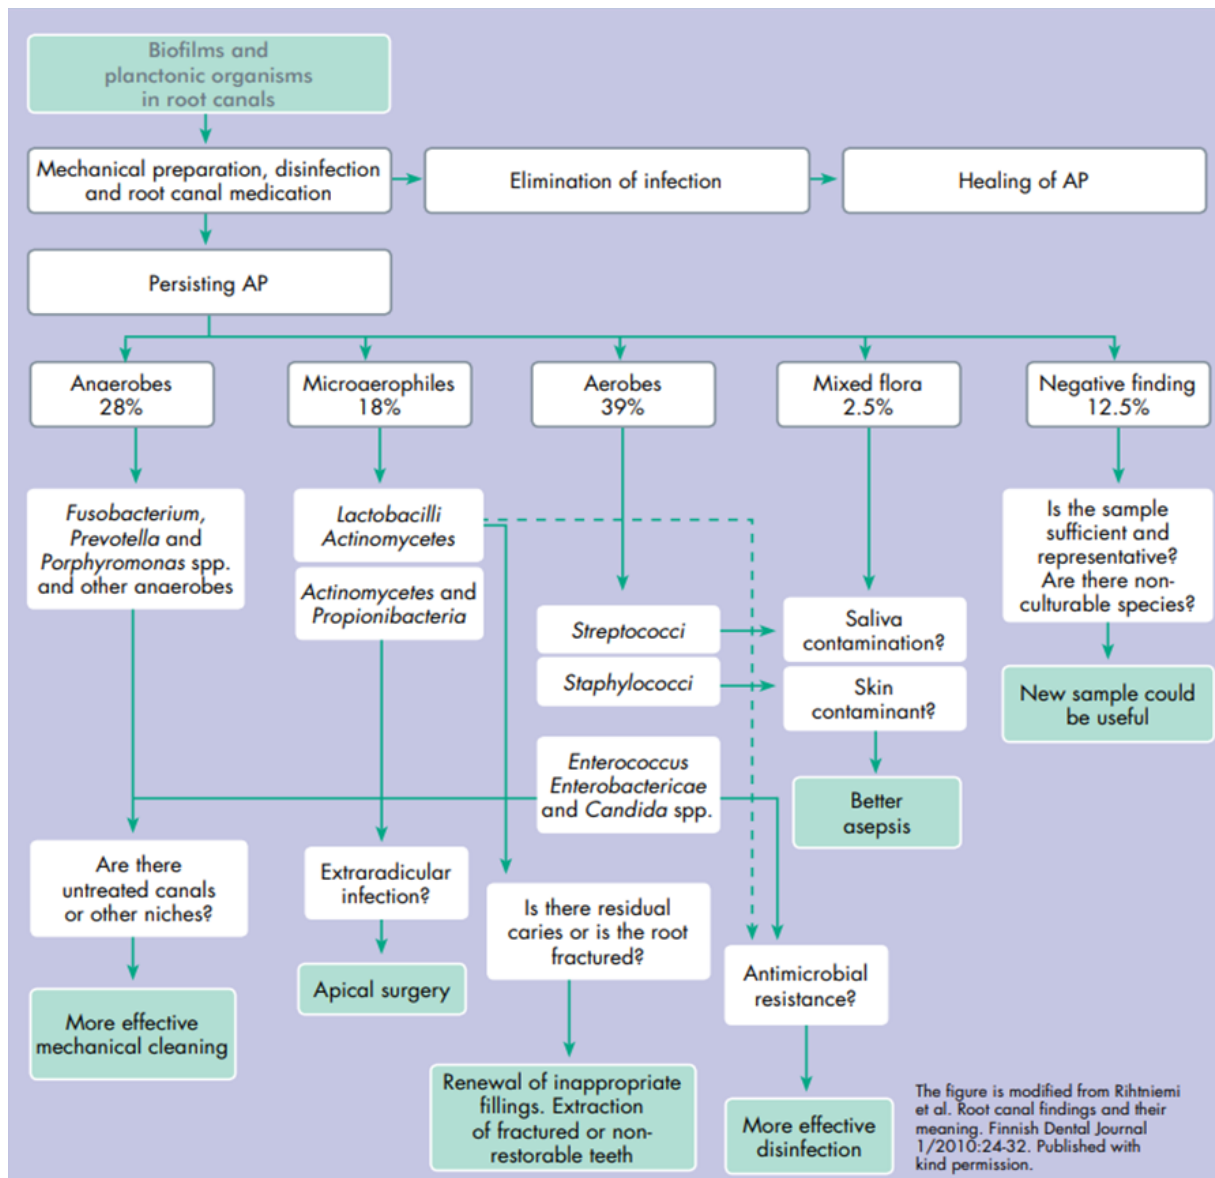 Biofilms and
planctonic organisms
in root canals
Mechanical preparation, disinfection
and root canal medication
Elimination of infection
Healing of AP
Persisting AP
Anaerobes
28%
Microaerophiles
18%
Aerobes
39%
Mixed flora
2.5%
Negative finding
12.5%
Fusobacterium,
Prevotella and
Porphyromonas spp.
and other anaerobes
Lactobacilli
Actinomycetes
Actinomycetes and
Propionibacteria
Streptococci
Staphylococci
Enterococcus
Enterobactericae
and Candida spp.
Saliva
contamination?
Skin
contaminant?
Better
asepsis
Is the sample
sufficient and
representative?
Are there non-
culturable species?
New sample could
be useful
Are there
untreated canals
or other niches?
More effective
mechanical cleaning
Extraradicular
infection?
Apical surgery
Is there residual
caries or is the root
fractured?
Renewal of inappropriate
fillings. Extraction
of fractured or non-
restorable teeth
Antimicrobial
resistance?
More effective
disinfection
The figure is modified from Rihtniemi
et al. Root canal findings and their
meaning. Finnish Dental Journal
1/2010:24-32. Published with
kind permission.